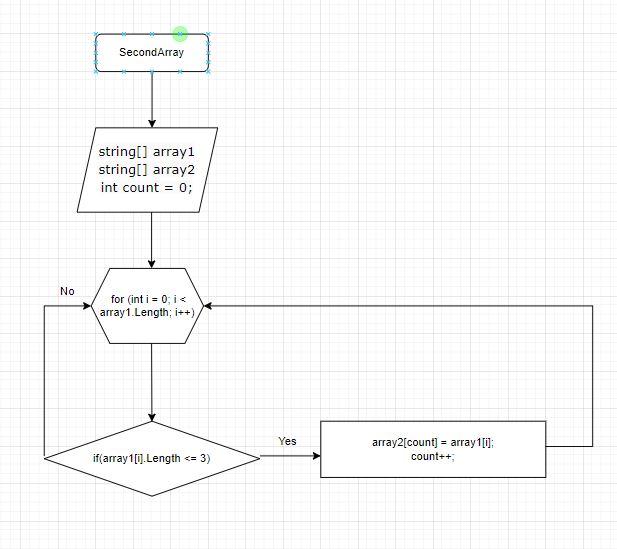 SecondArray
string[] array1
string[] array2
int count = 0;
No
for (int i = 0; i <
array1.Length; i++)
if(array1[i].Length <= 3)
Yes
array2[count] = array1[i];
count++;